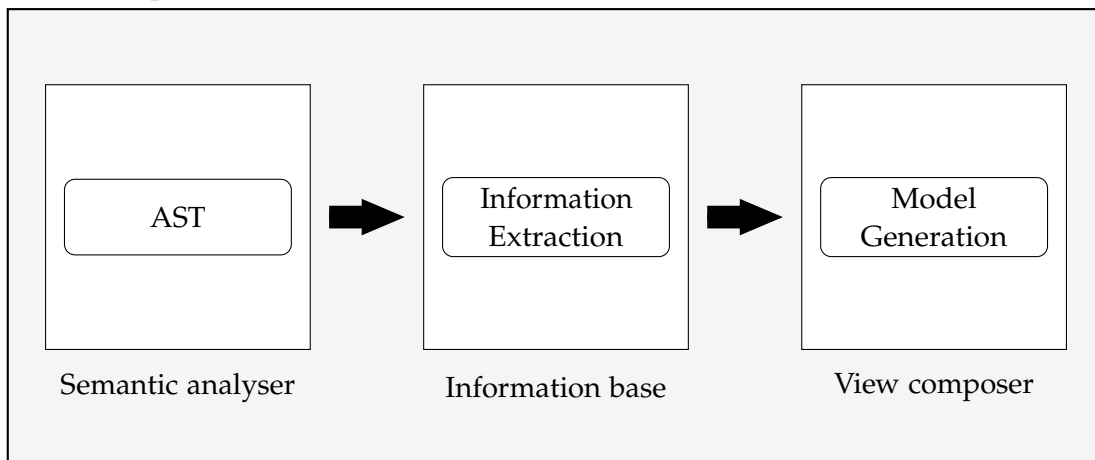 AST
Information
Extraction
Model
Generation
Semantic analyser
Information base
View composer